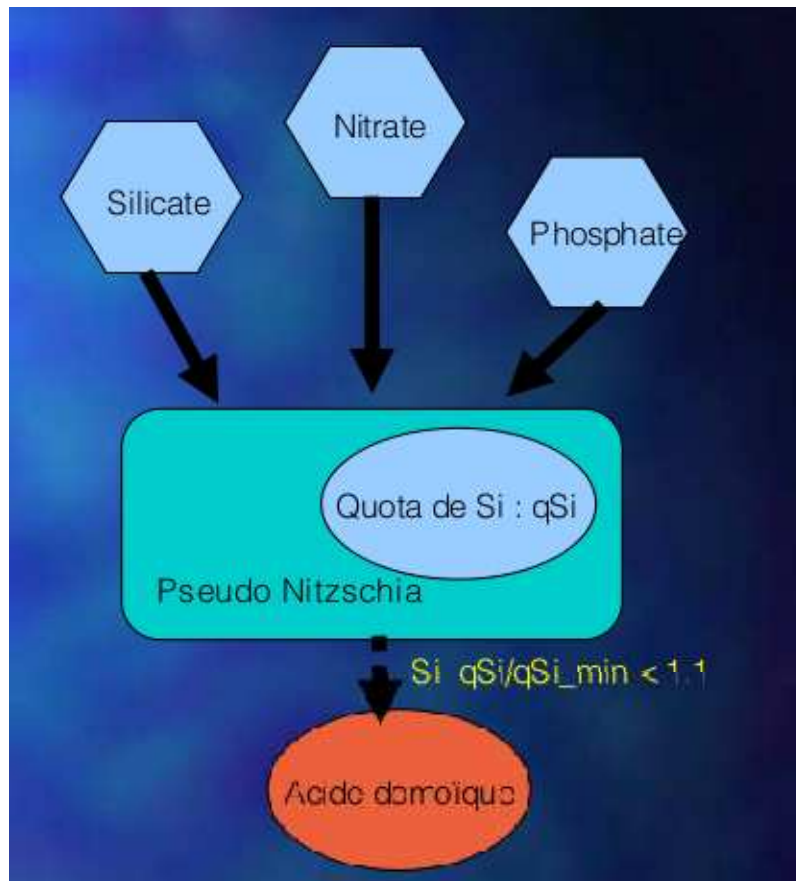 Nitrate
Silicate
Phosphate
Quota de Si : qSi
Pseudo Nitzschia
Si qSi/qSi_min < 1.1
Acide domoïque